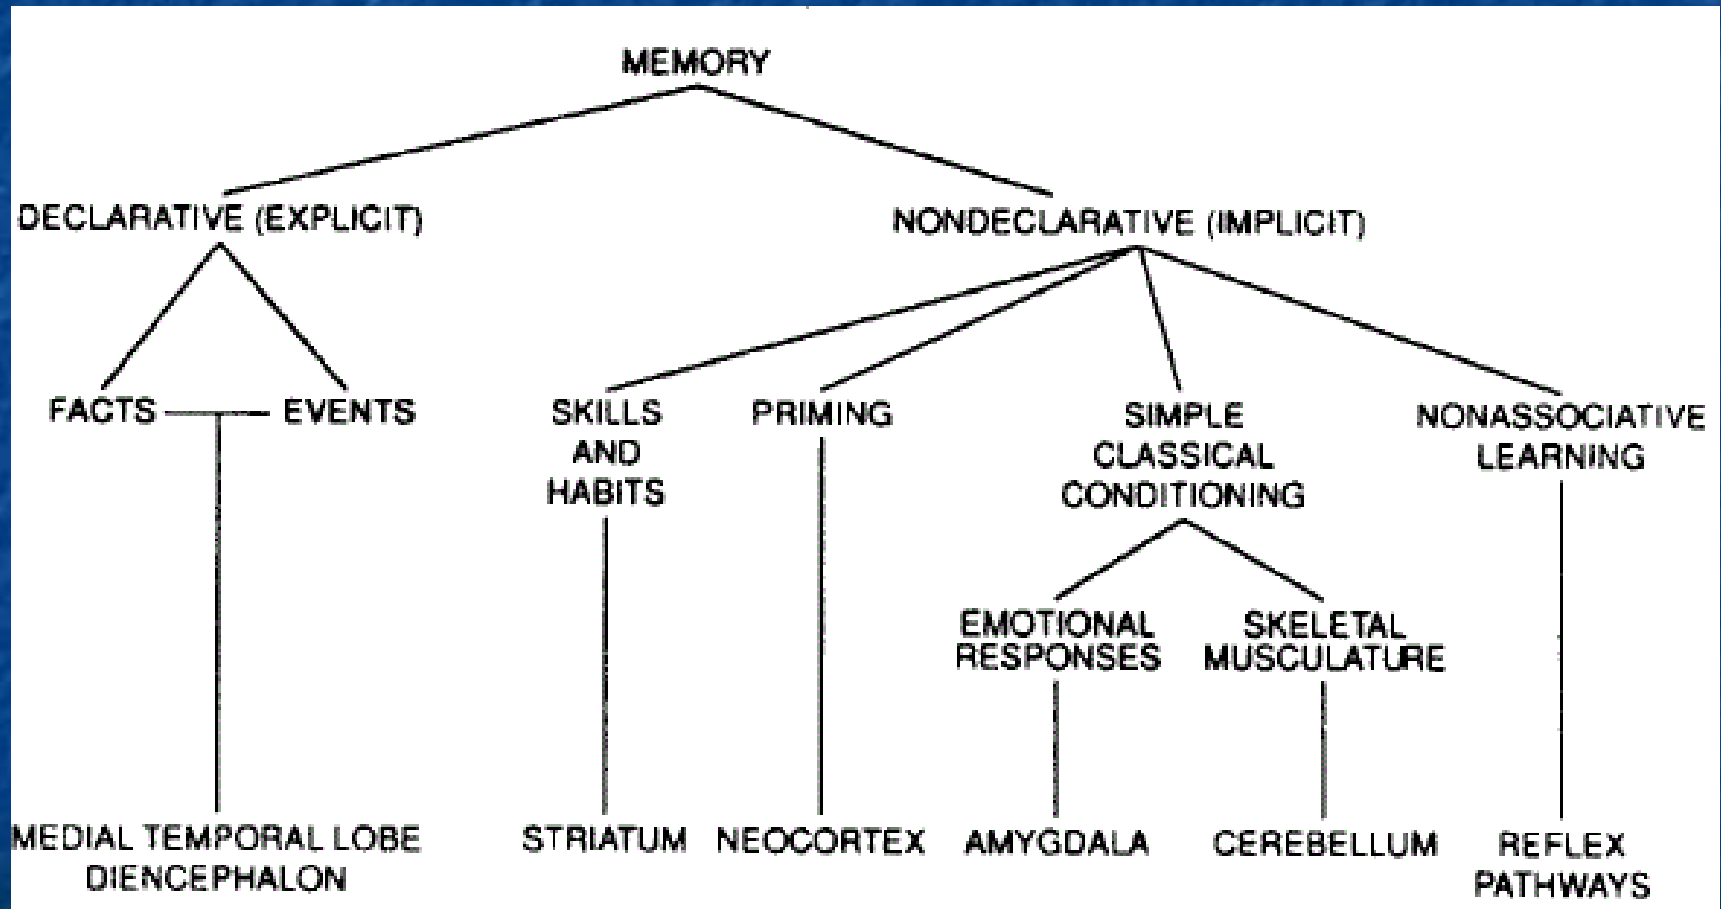 MEMORY
DECLARATIVE (EXPLICIT)
NONDECLARATIVE (IMPLICIT)
FACTS
EVENTS
SKILLS
AND
HABITS
PRIMING
SIMPLE
CLASSICAL
CONDITIONING
NONASSOCIATIVE
LEARNING
EMOTIONAL
RESPONSES
SKELETAL
MUSCULATURE
MEDIAL TEMPORAL LOBE
DIENCEPHALON
STRIATUM
NEOCORTEX
AMYGDALA
CEREBELLUM
REFLEX
PATHWAYS